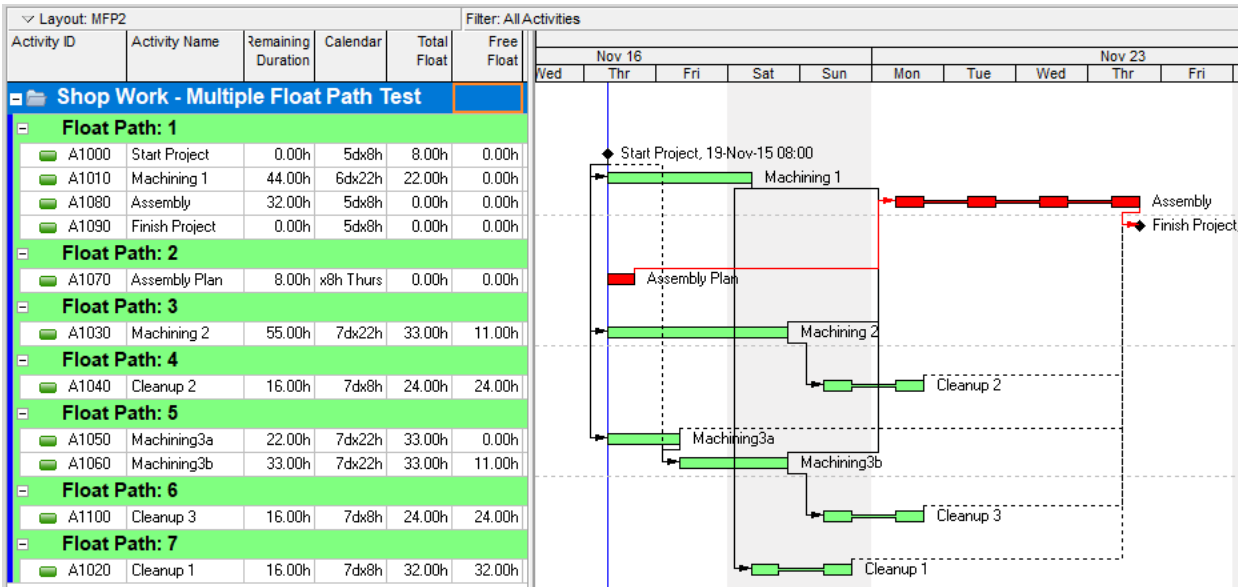 Layout: MFP2 Filter: All Activities
Activity ID Activity Name Remaining Duration Calendar Total Float Free Float
Nov 16 Nov 23
Wed Thr Fri Sat Sun Mon Tue Wed Thr Fri
Shop Work - Multiple Float Path Test
Float Path: 1
A1000 Start Project 0.00h 5dx8h 8.00h 0.00h Start Project, 19-Nov-15 08:00
A1010 Machining 1 44.00h 6dx22h 22.00h 0.00h Machining 1
A1080 Assembly 32.00h 5dx8h 0.00h 0.00h Assembly
A1090 Finish Project 0.00h 5dx8h 0.00h 0.00h Finish Project,
Float Path: 2
A1070 Assembly Plan 8.00h x8h Thurs 0.00h 0.00h Assembly Plan
Float Path: 3
A1030 Machining 2 55.00h 7dx22h 33.00h 11.00h Machining 2
Float Path: 4
A1040 Cleanup 2 16.00h 7dx8h 24.00h 24.00h Cleanup 2
Float Path: 5
A1050 Machining3a 22.00h 7dx22h 33.00h 0.00h Machining3a
A1060 Machining3b 33.00h 7dx22h 33.00h 11.00h Machining3b
Float Path: 6
A1100 Cleanup 3 16.00h 7dx8h 24.00h 24.00h Cleanup 3
Float Path: 7
A1020 Cleanup 1 16.00h 7dx8h 32.00h 32.00h Cleanup 1